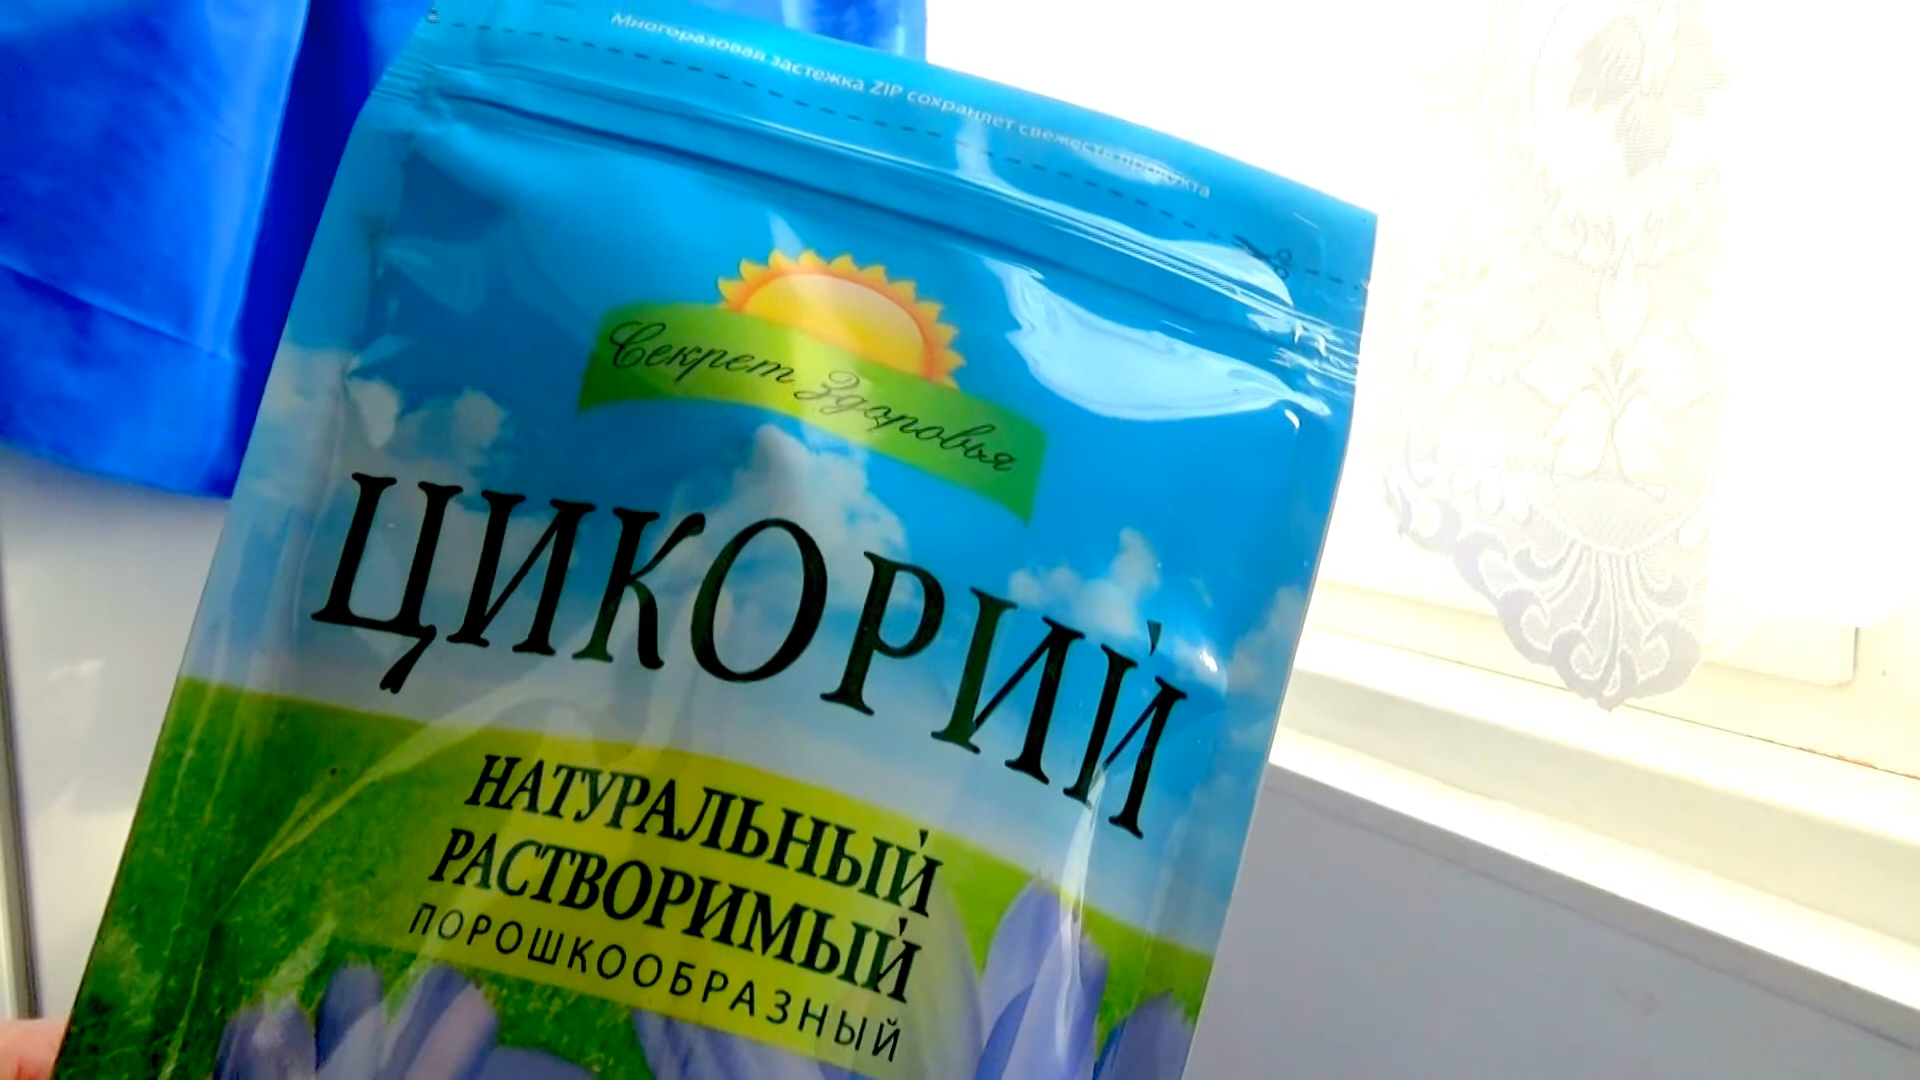 Многоразовая застежка ZIP сохраняет свежесть продукта
Секрет Здоровья
ЦИКОРИЙ
НАТУРАЛЬНЫЙ
РАСТВОРИМЫЙ
ПОРОШКООБРАЗНЫЙ